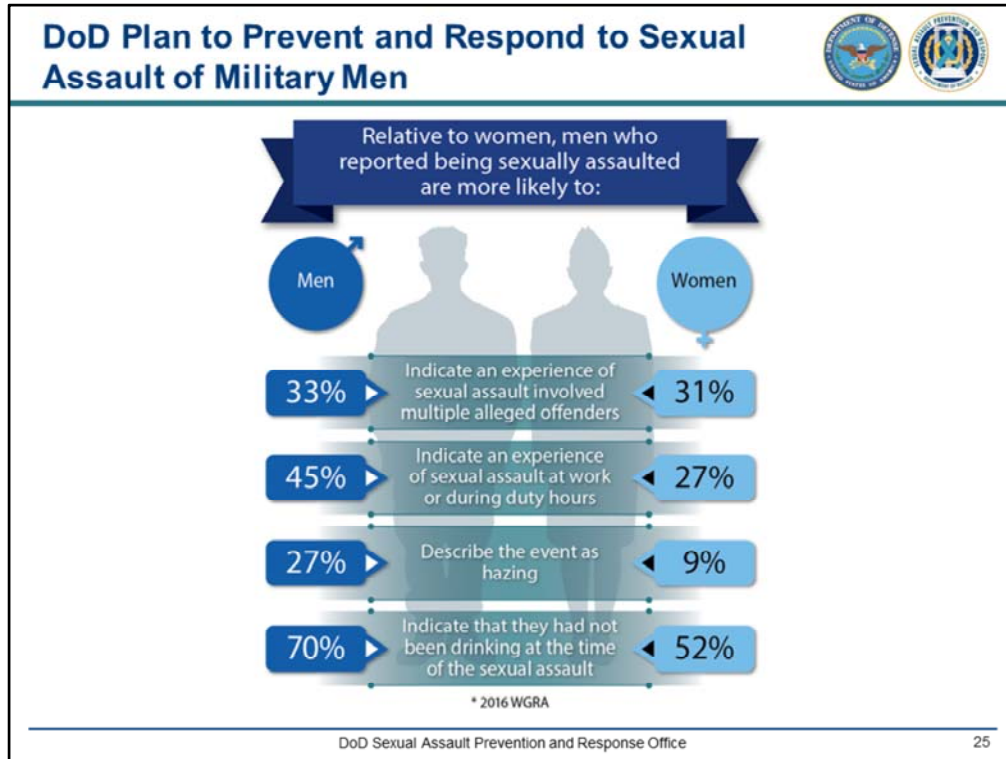 DoD Plan to Prevent and Respond to Sexual
Assault of Military Men
Relative to women, men who
reported being sexually assaulted
are more likely to:
Men
Women
33%
Indicate an experience of
sexual assault involved
multiple alleged offenders
31%
45%
Indicate an experience
of sexual assault at work
or during duty hours
27%
27%
Describe the event as
hazing
9%
70%
Indicate that they had not
been drinking at the time
of the sexual assault
52%
* 2016 WGRA
DoD Sexual Assault Prevention and Response Office
25